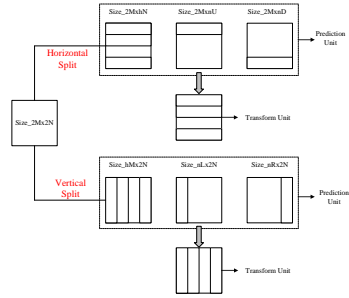 Size_2MxhN
Size_2MxnU
Size_2MxnD
Horizontal
Split
Prediction
Unit
Transform Unit
Size_2Mx2N
Size_hMx2N
Size_nLx2N
Size_nRx2N
Vertical
Split
Prediction
Unit
Transform Unit